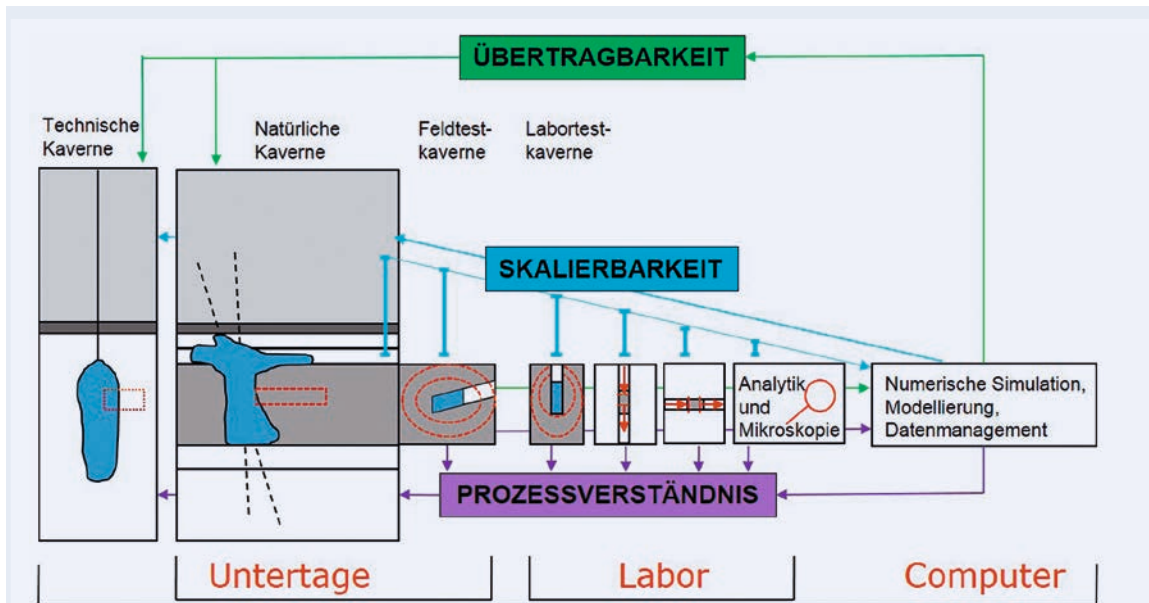 ÜBERTRAGBARKEIT
Technische
Kaverne
Natürliche
Kaverne
Feldtest-
kaverne
Labortest-
kaverne
SKALIERBARKEIT
Analytik
und
Mikroskopie
Numerische Simulation,
Modellierung,
Datenmanagement
PROZESSVERSTÄNDNIS
Untertage
Labor
Computer